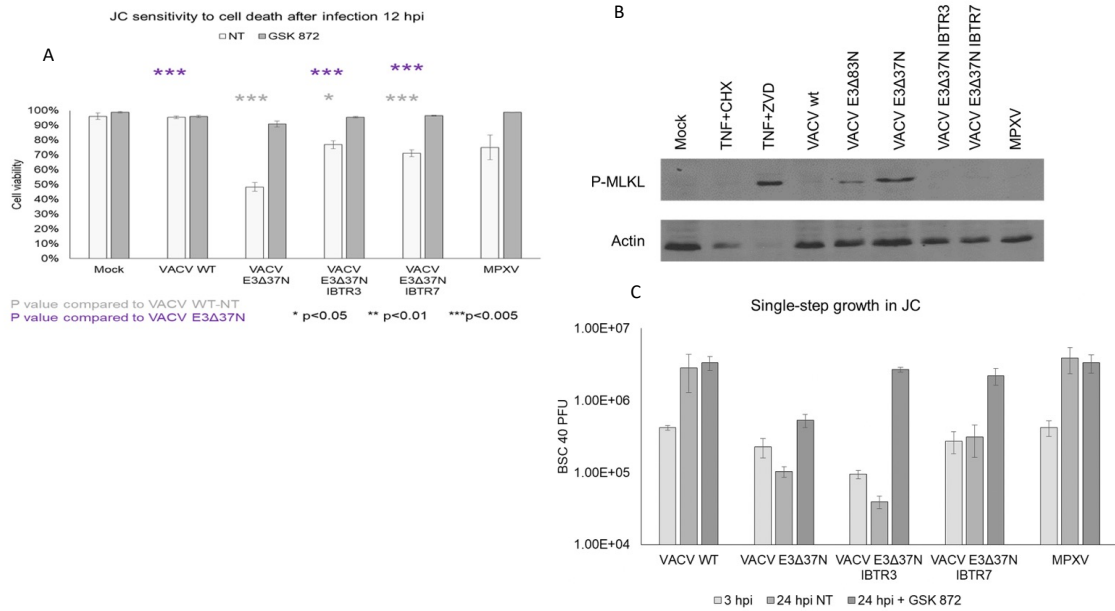 JC sensitivity to cell death after infection 12 hpi
NT GSK 872
A
*** *** ***
*** * ***
100%
90%
80%
70%
60%
50%
40%
30%
20%
10%
0%
Cell viability
Mock VACV WT VACV VACV VACV MPXV
E3Δ37N E3Δ37N E3Δ37N
IBTR3 IBTR7
P value compared to VACV WT-NT
P value compared to VACV E3Δ37N * p<0.05 ** p<0.01 ***p<0.005
B
Mock
TNF+CHX
TNF+ZVD
VACV wt
VACV E3Δ83N
VACV E3Δ37N
VACV E3Δ37N IBTR3
VACV E3Δ37N IBTR7
MPXV
P-MLKL
Actin
C
Single-step growth in JC
1.00E+07
1.00E+06
1.00E+05
1.00E+04
BSC 40 PFU
VACV WT VACV E3Δ37N VACV E3Δ37N VACV E3Δ37N MPXV
IBTR3 IBTR7
3 hpi 24 hpi NT 24 hpi + GSK 872